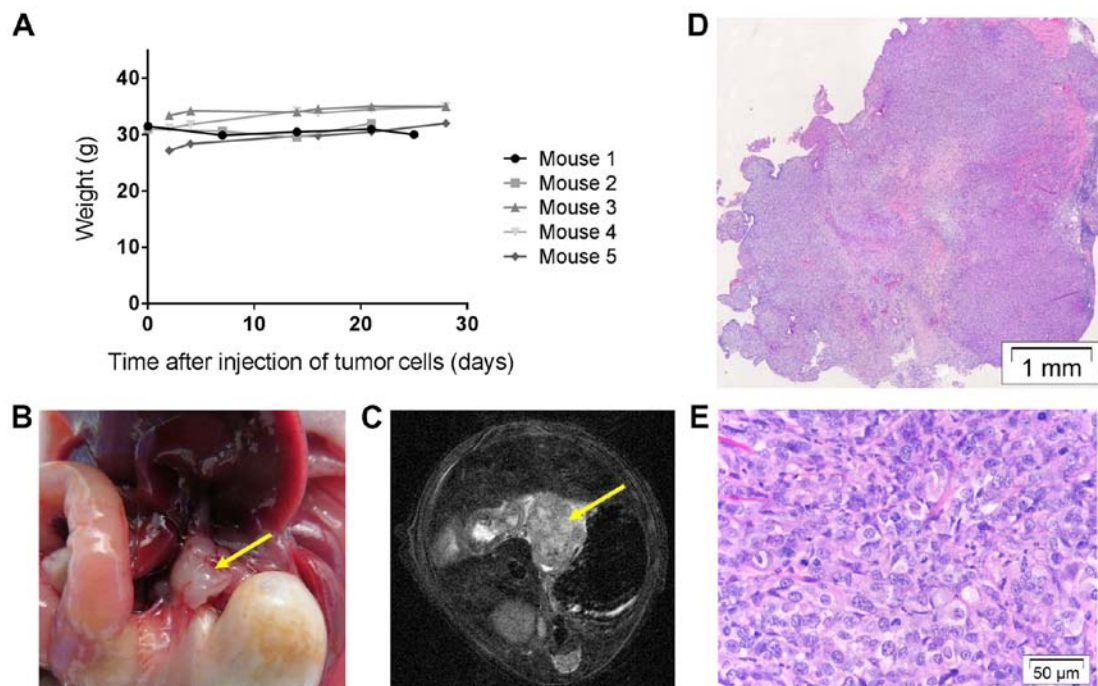 A
Weight (g)
40
30
20
10
0
0 10 20 30
Time after injection of tumor cells (days)
Mouse 1
Mouse 2
Mouse 3
Mouse 4
Mouse 5
D
1 mm
B
C
E
50 µm